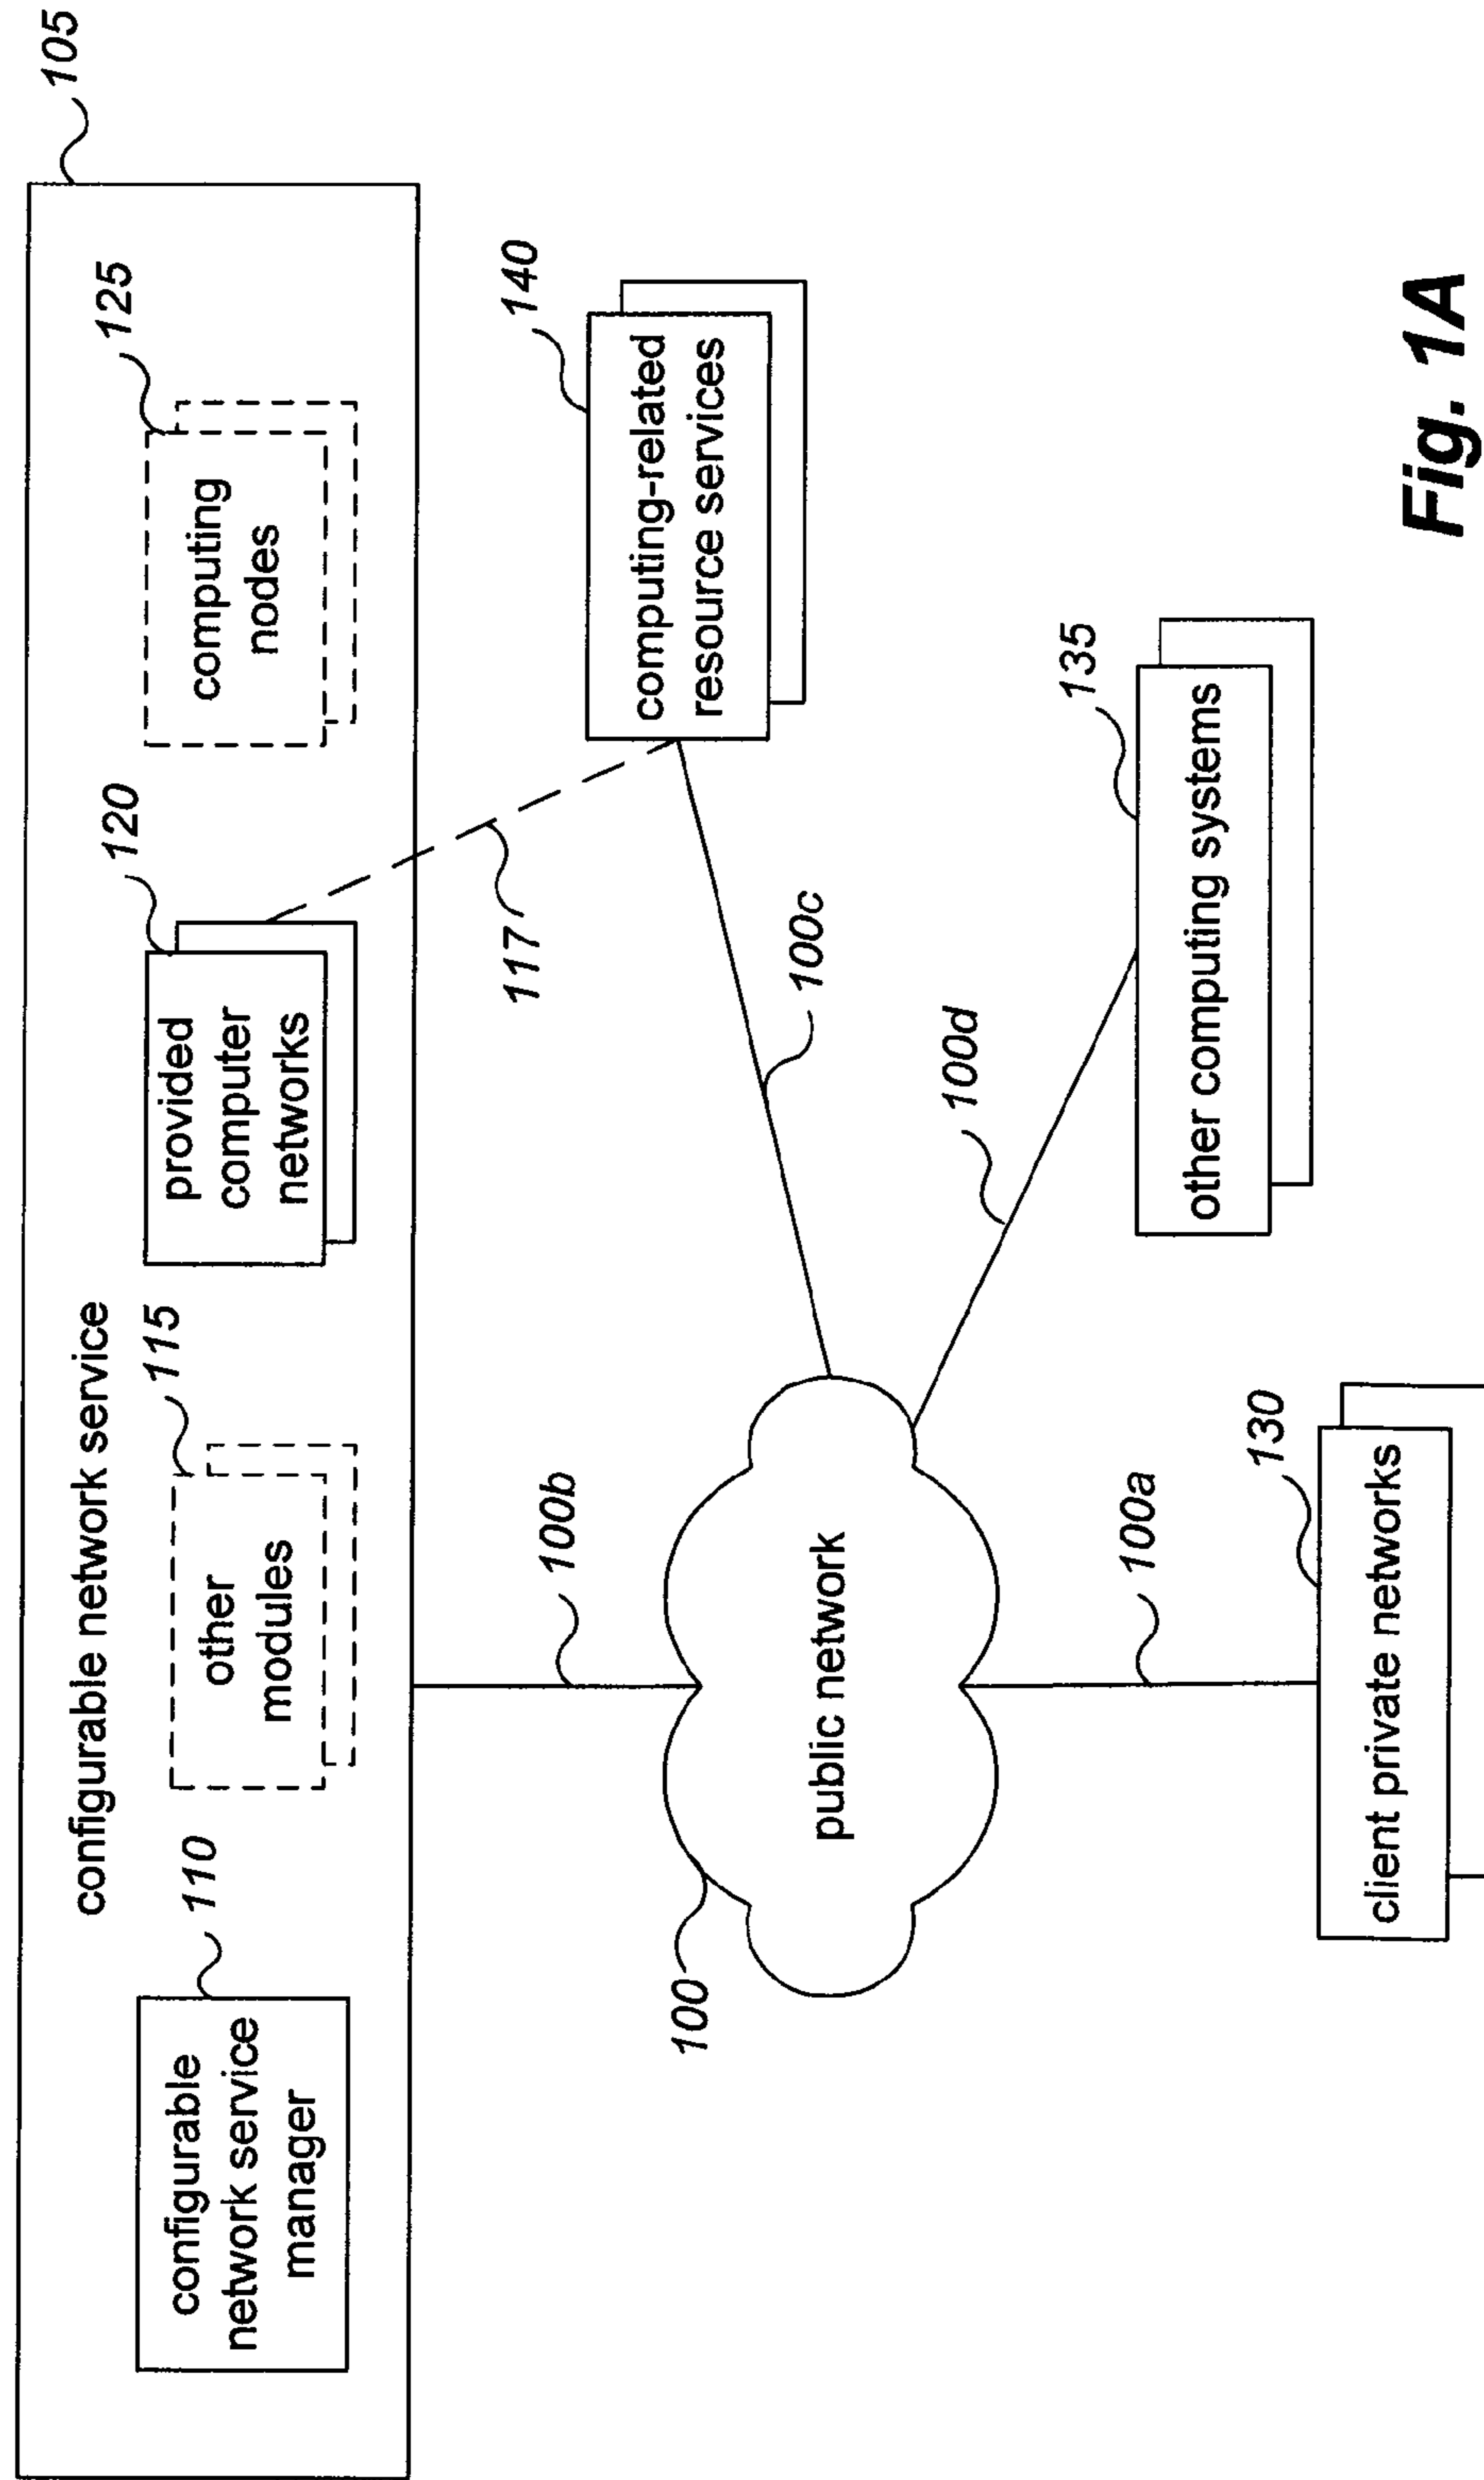 105
configurable network service
110
115
120
125
configurable
network service
manager
other
modules
provided
computer
networks
computing
nodes
117
100b
140
computing-related
resource services
100
public network
100c
100d
100a
130
client private networks
135
other computing systems
Fig. 1A